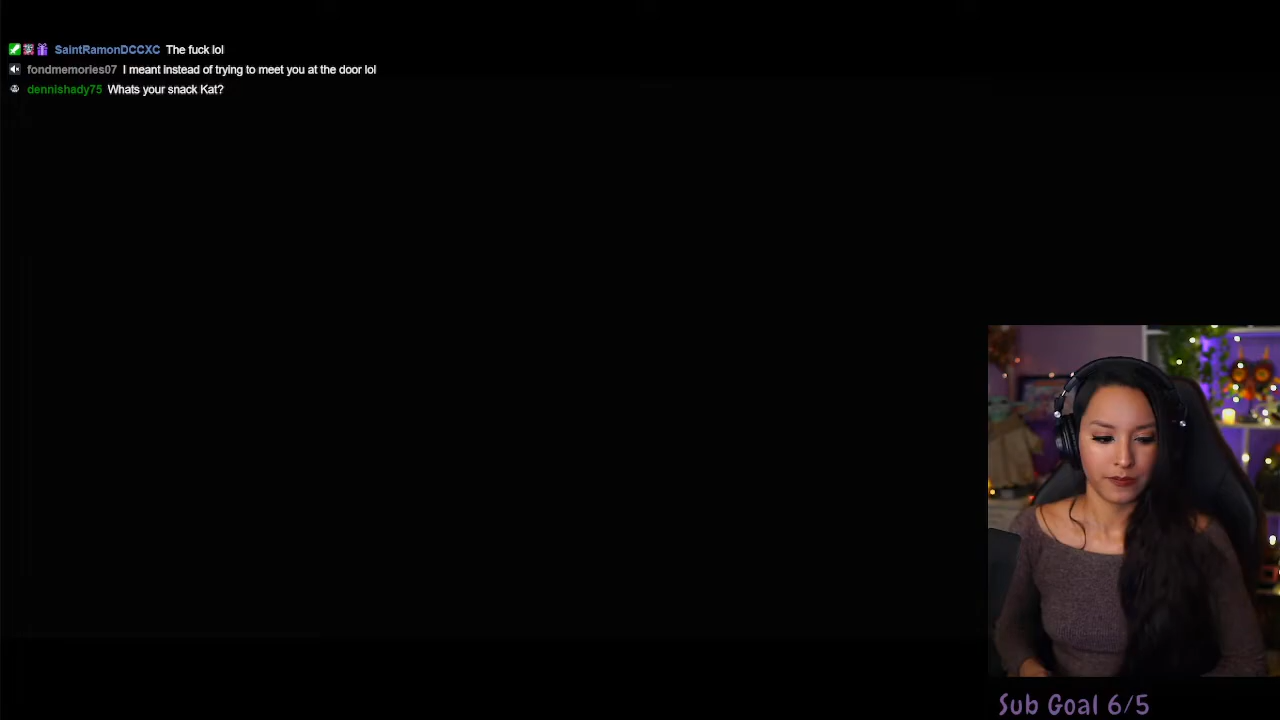 SaintRamonDCCXC The fuck lol
fondmemories07 I meant instead of trying to meet you at the door lol
dennishady75 Whats your snack Kat?
Sub Goal 6/5